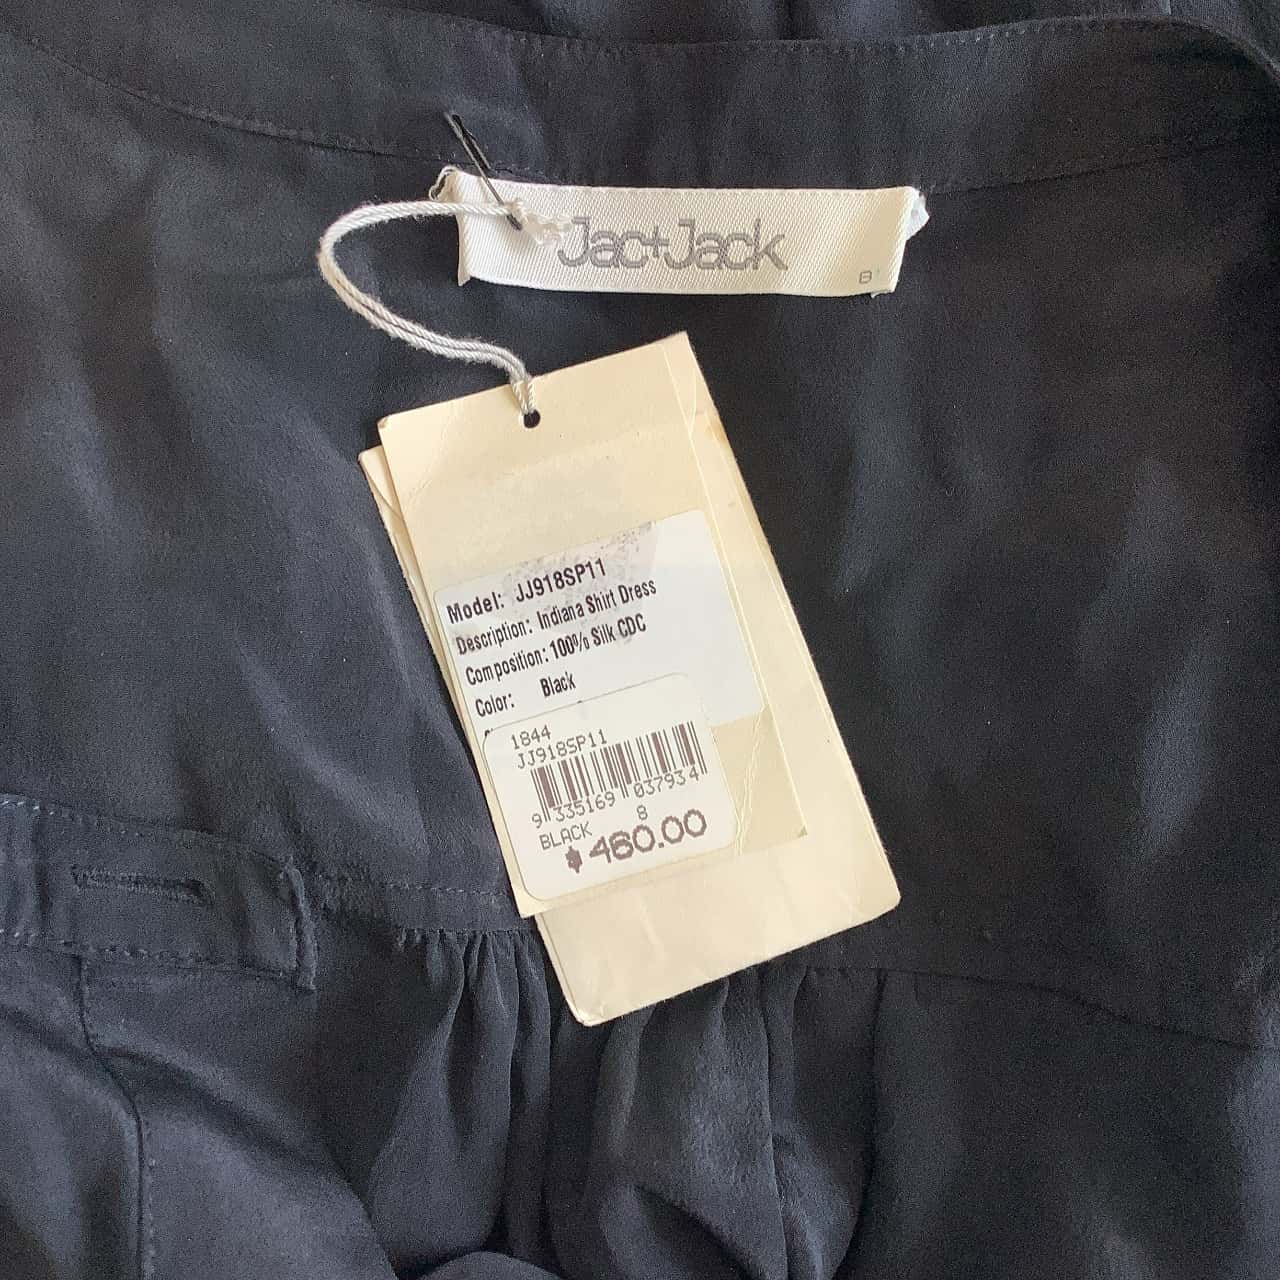 Jac+Jack
8
Model: JJ918SP11
Description: Indiana Shirt Dress
Composition: 100% Silk CDC
Color: Black
1844
JJ918SP11
9 335169 037934
BLACK 8
$460.00